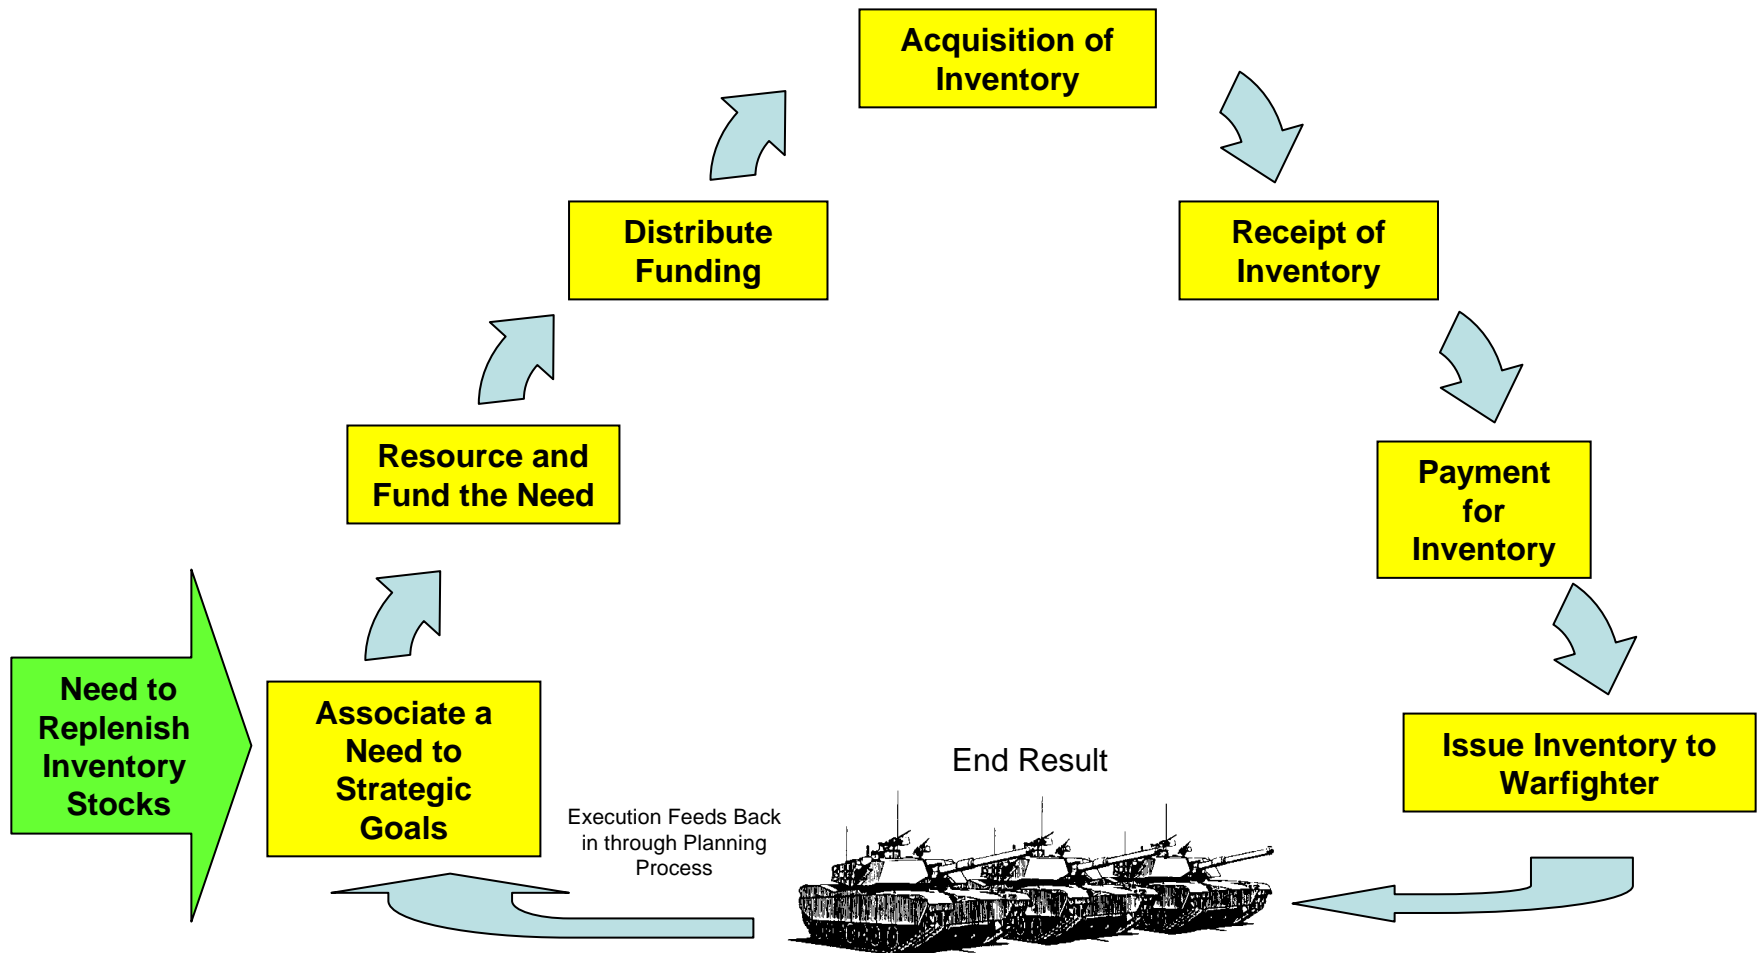 Acquisition of
Inventory
Distribute
Funding
Receipt of
Inventory
Resource and
Fund the Need
Payment
for
Inventory
Need to
Replenish
Inventory
Stocks
Associate a
Need to
Strategic
Goals
Issue Inventory to
Warfighter
End Result
Execution Feeds Back
in through Planning
Process